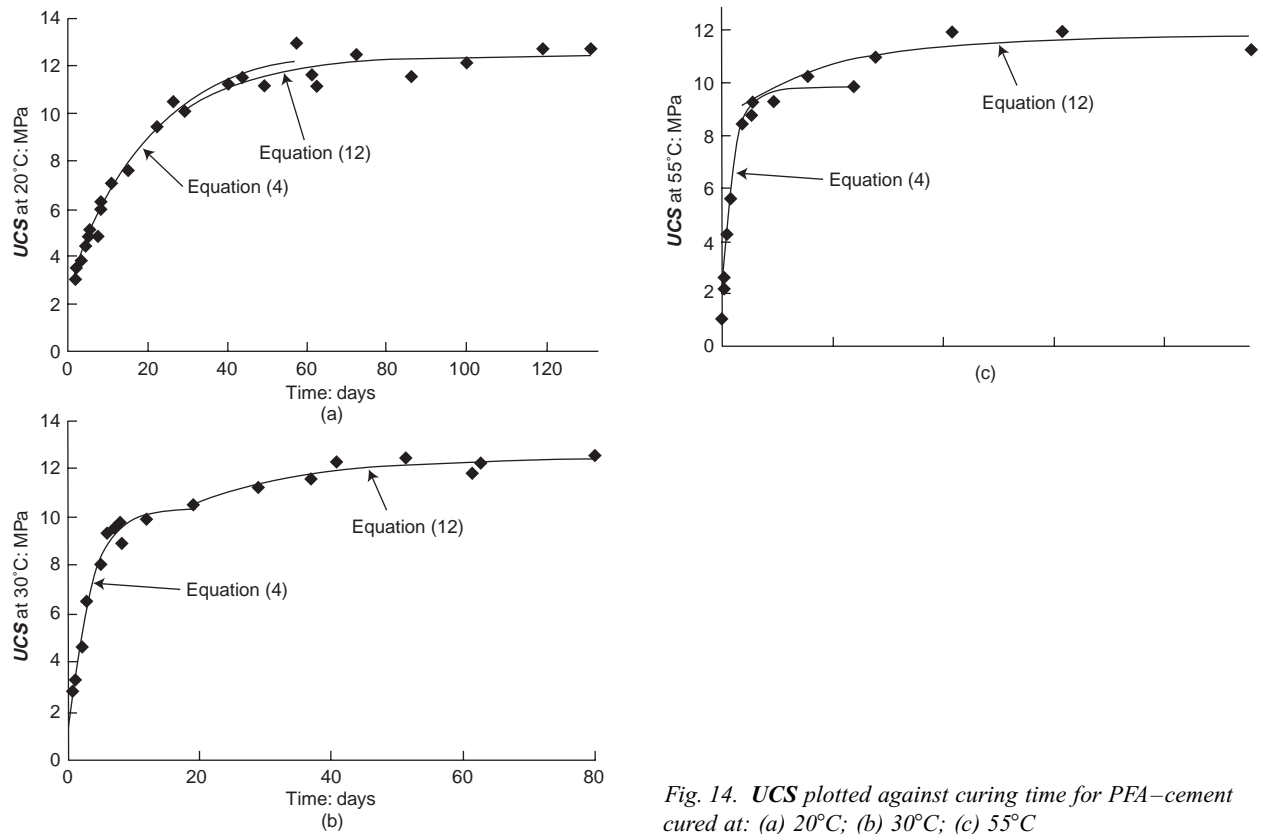 14
12
10
8
6
4
2
0
UCS at 20°C: MPa
Equation (12)
Equation (4)
0 20 40 60 80 100 120
Time: days
(a)
14
12
10
8
6
4
2
0
UCS at 30°C: MPa
Equation (12)
Equation (4)
0 20 40 60 80
Time: days
(b)
12
10
8
6
4
2
0
UCS at 55°C: MPa
Equation (12)
Equation (4)
(c)
Fig. 14. UCS plotted against curing time for PFA–cement
cured at: (a) 20°C; (b) 30°C; (c) 55°C